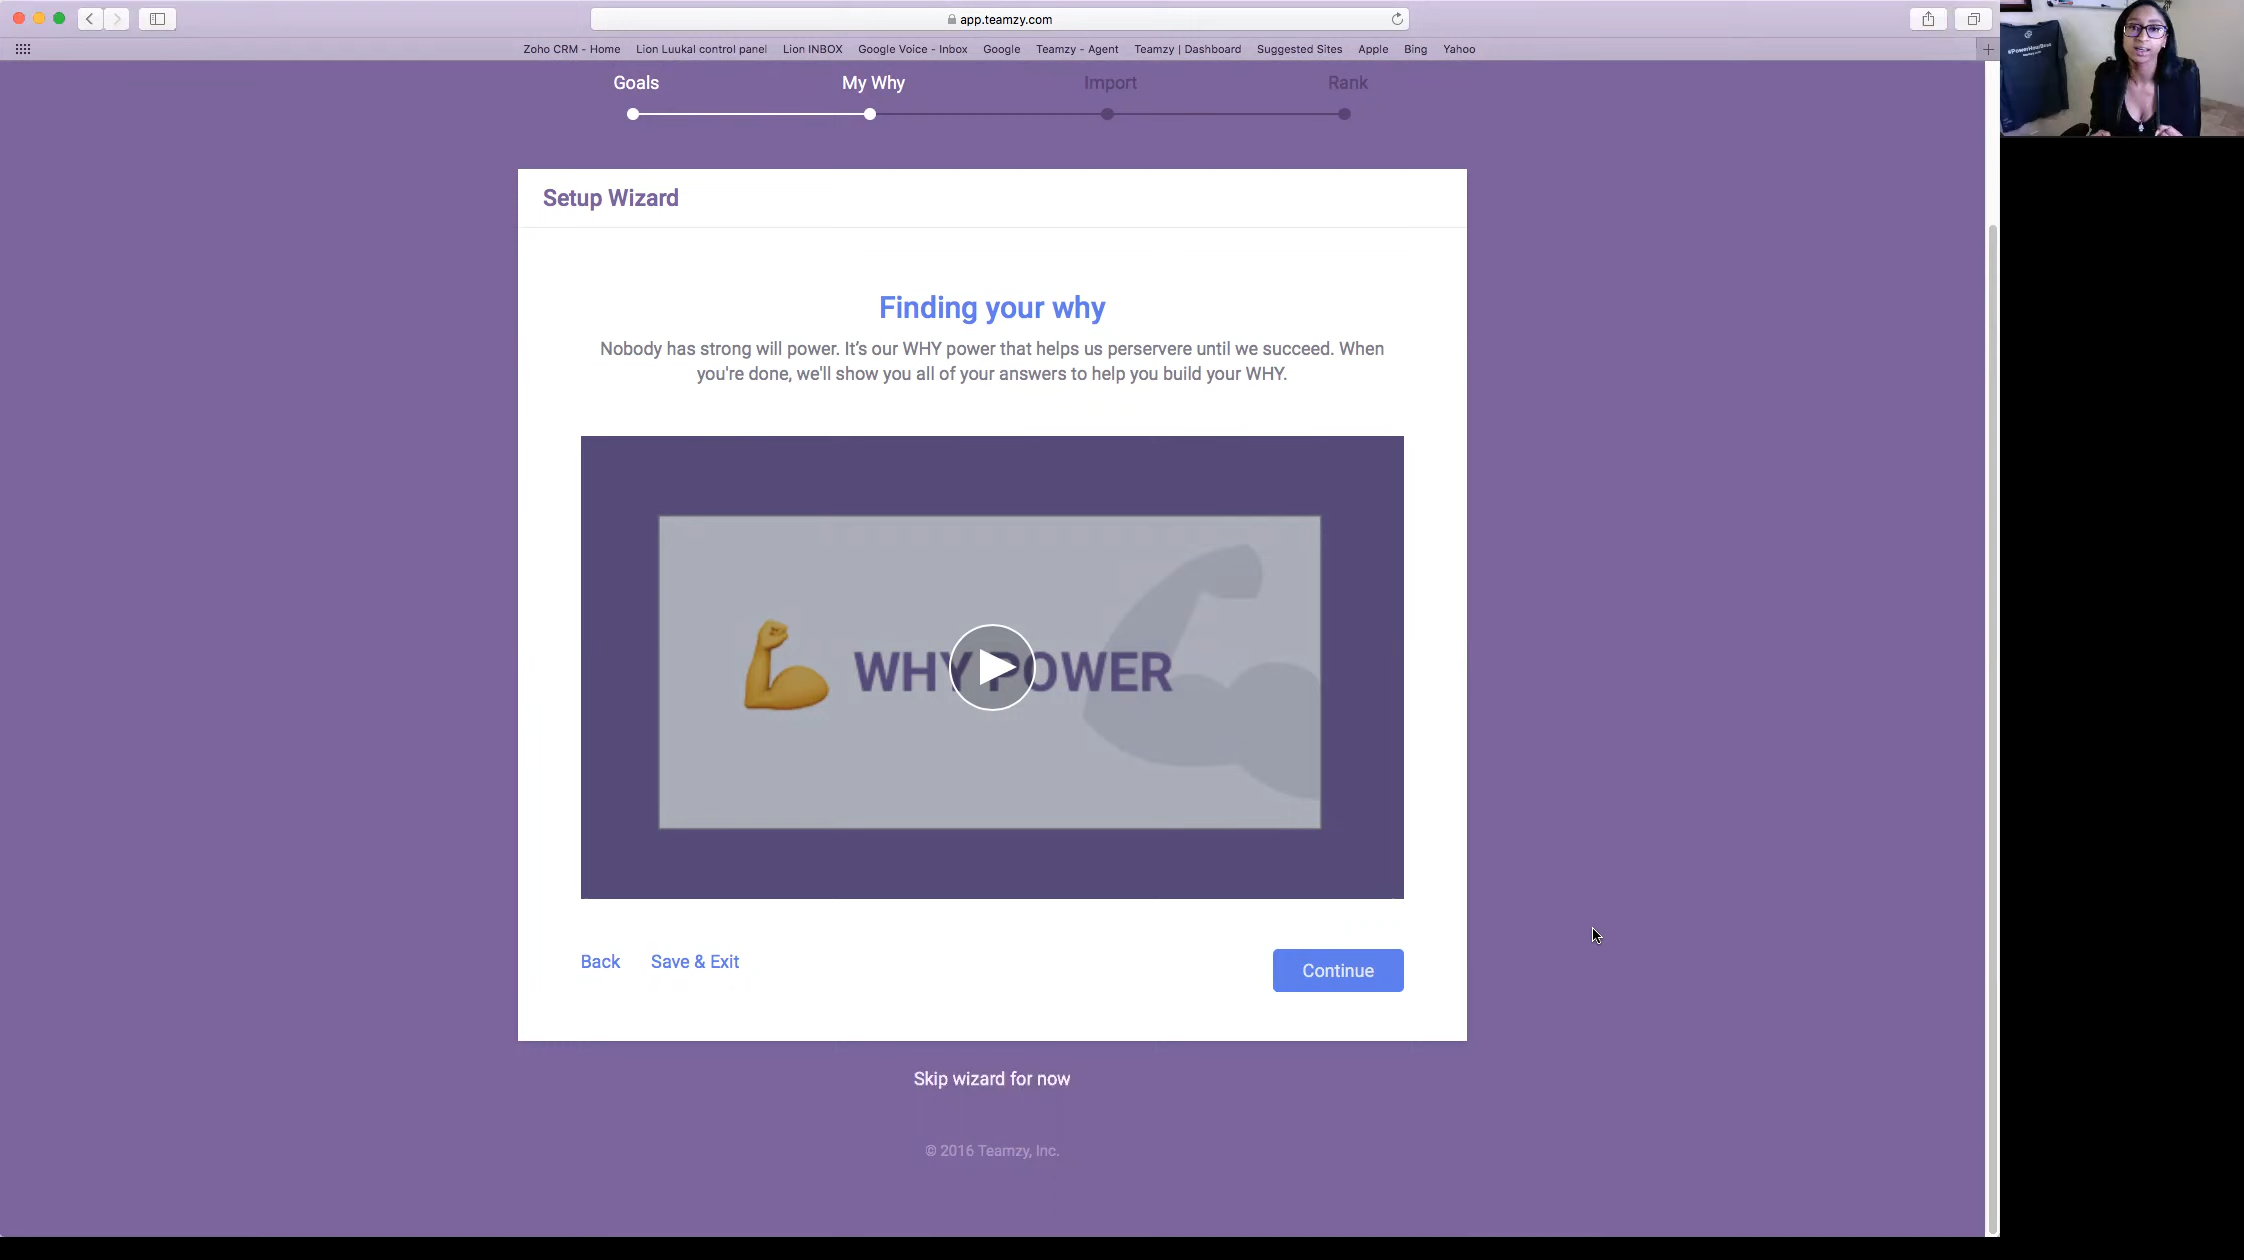 app.teamzy.com
Zoho CRM - Home Lion Luukal control panel Lion INBOX Google Voice - Inbox Google Teamzy - Agent Teamzy | Dashboard Suggested Sites Apple Bing Yahoo
Goals My Why Import Rank
Setup Wizard
Finding your why
Nobody has strong will power. It's our WHY power that helps us perservere until we succeed. When
you're done, we'll show you all of your answers to help you build your WHY.
WHY POWER
Back Save & Exit Continue
Skip wizard for now
© 2016 Teamzy, Inc.